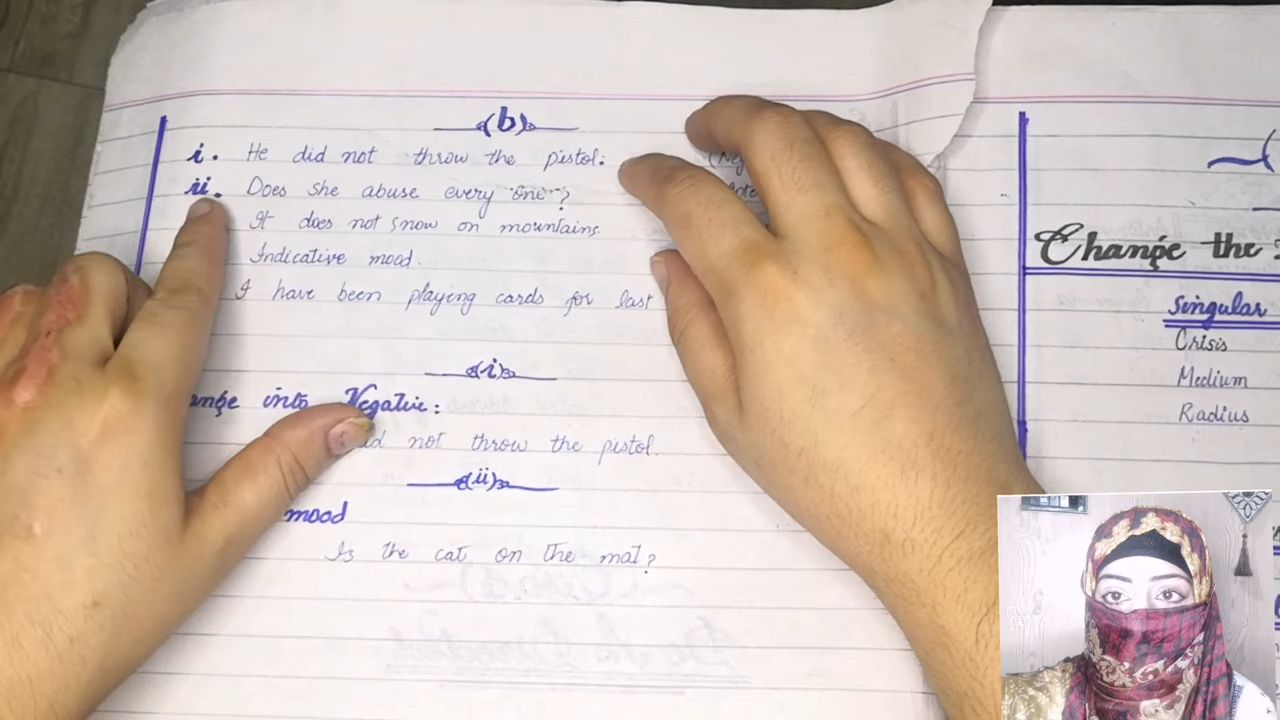 (b)
i. He did not throw the pistol.
ii. Does she abuse every one?
It does not snow on mountains.
Indicative mood.
I have been playing cards for last
(i)
into Negative:
did not throw the pistol.
(ii)
mood
Is the cat on the mat?
Change the
Singular
Crisis
Medium
Radius